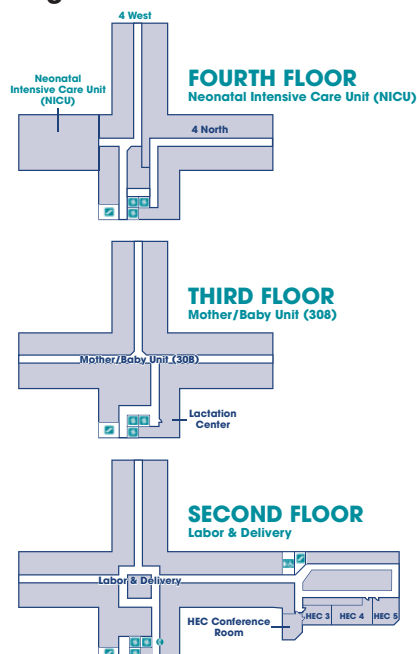 4 West
FOURTH FLOOR
Neonatal Intensive Care Unit (NICU)
Neonatal
Intensive Care Unit
(NICU)
4 North
THIRD FLOOR
Mother/Baby Unit (308)
Mother/Baby Unit (30B)
Lactation
Center
SECOND FLOOR
Labor & Delivery
Labor & Delivery
HEC Conference
Room
HEC 3
HEC 4
HEC 5